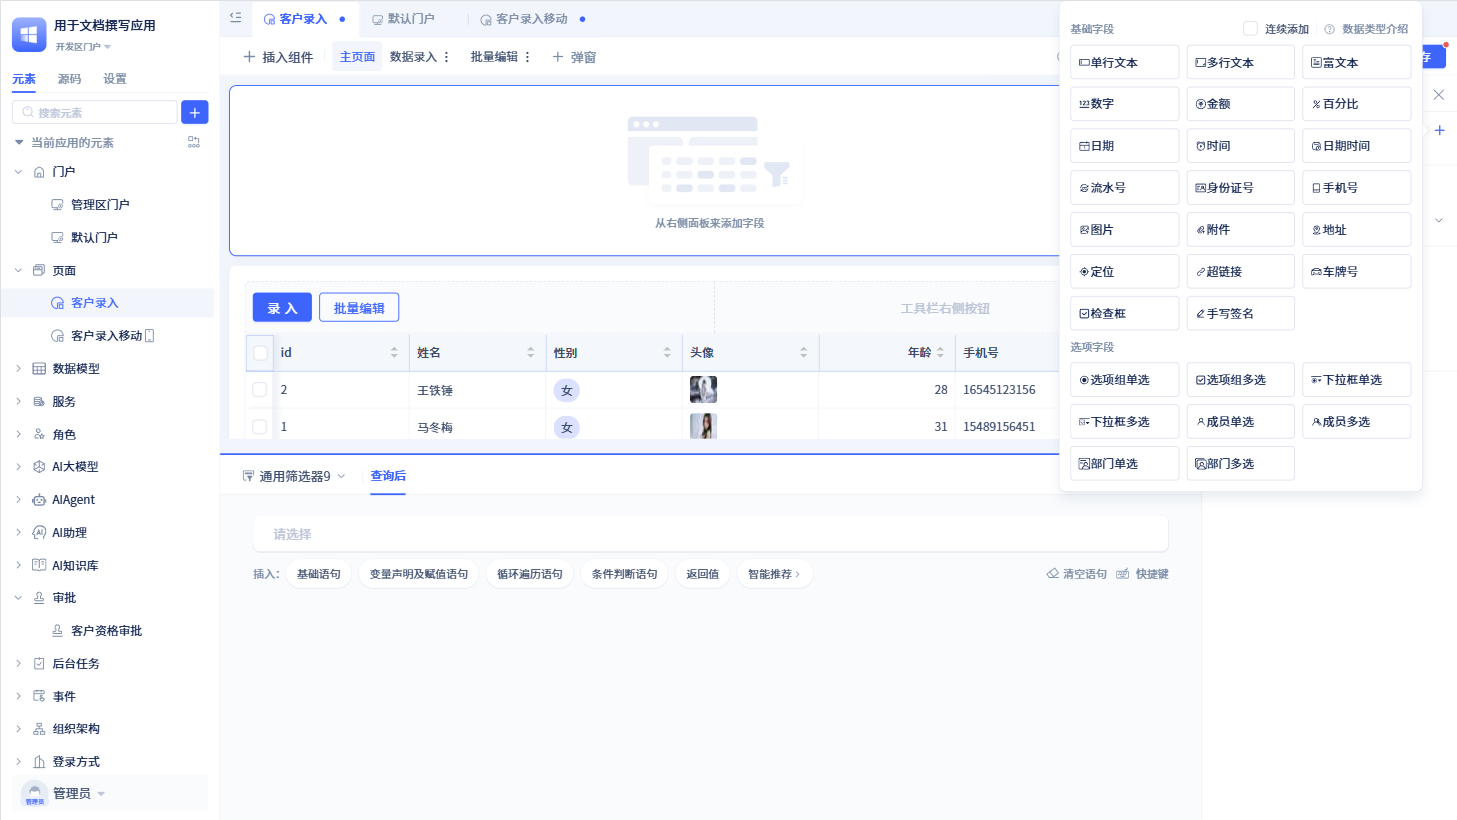 用于文档撰写应用
开发区门户
元素 源码 设置
搜索元素
当前应用的元素
门户
管理区门户
默认门户
页面
客户录入
客户录入移动
数据模型
服务
角色
AI大模型
AIAgent
AI助理
AI知识库
审批
客户资格审批
后台任务
事件
组织架构
登录方式
管理员
管理员
客户录入 默认门户 客户录入移动
插入组件 主页面 数据录入 批量编辑 弹窗
从右侧面板来添加字段
录 入 批量编辑 工具栏右侧按钮
id 姓名 性别 头像 年龄 手机号
2 王铁锤 女 28 16545123156
1 马冬梅 女 31 15489156451
通用筛选器9 查询后
请选择
插入: 基础语句 变量声明及赋值语句 循环遍历语句 条件判断语句 返回值 智能推荐 清空语句 快捷键
基础字段 连续添加 数据类型介绍
单行文本 多行文本 富文本
数字 金额 百分比
日期 时间 日期时间
流水号 身份证号 手机号
图片 附件 地址
定位 超链接 车牌号
检查框 手写签名
选项字段
选项组单选 选项组多选 下拉框单选
下拉框多选 成员单选 成员多选
部门单选 部门多选